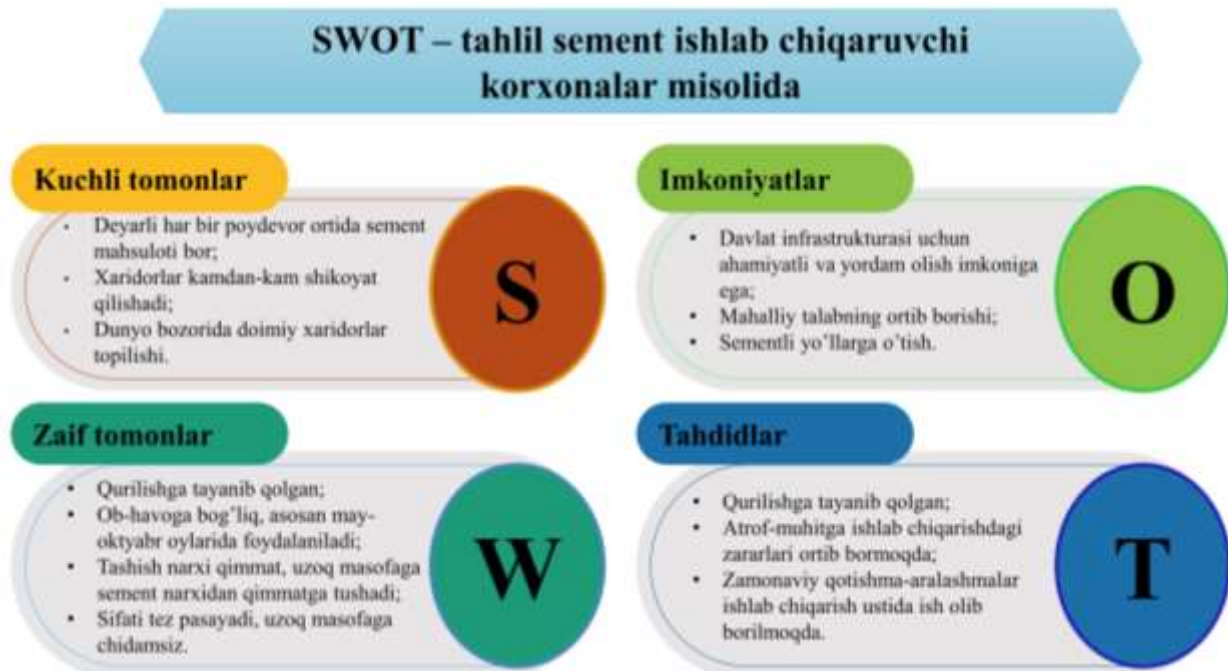 SWOT – tahlil sement ishlab chiqaruvchi
korxonalar misolida
Kuchli tomonlar
• Deyarli har bir poydevor ortida sement
mahsuloti bor;
• Xaridorlar kamdan-kam shikoyat
qilishadi;
• Dunyo bozorida doimiy xaridorlar
topilishi.
S
Imkoniyatlar
• Davlat infrastrukturasi uchun
ahamiyatli va yordam olish imkoniga
ega;
• Mahalliy talabning ortib borishi;
• Sementli yo’llarga o’tish.
O
Zaif tomonlar
• Qurilishga tayanib qolgan;
• Ob-havoga bog’liq, asosan may-
oktyabr oylarida foydalaniladi;
• Tashish narxi qimmat, uzoq masofaga
sement narxidan qimmatga tushadi;
• Sifati tez pasayadi, uzoq masofaga
chidamsiz.
W
Tahdidlar
• Qurilishga tayanib qolgan;
• Atrof-muhitga ishlab chiqarishdagi
zararlari ortib bormoqda;
• Zamonaviy qotishma-aralashmalar
ishlab chiqarish ustida ish olib
borilmoqda.
T